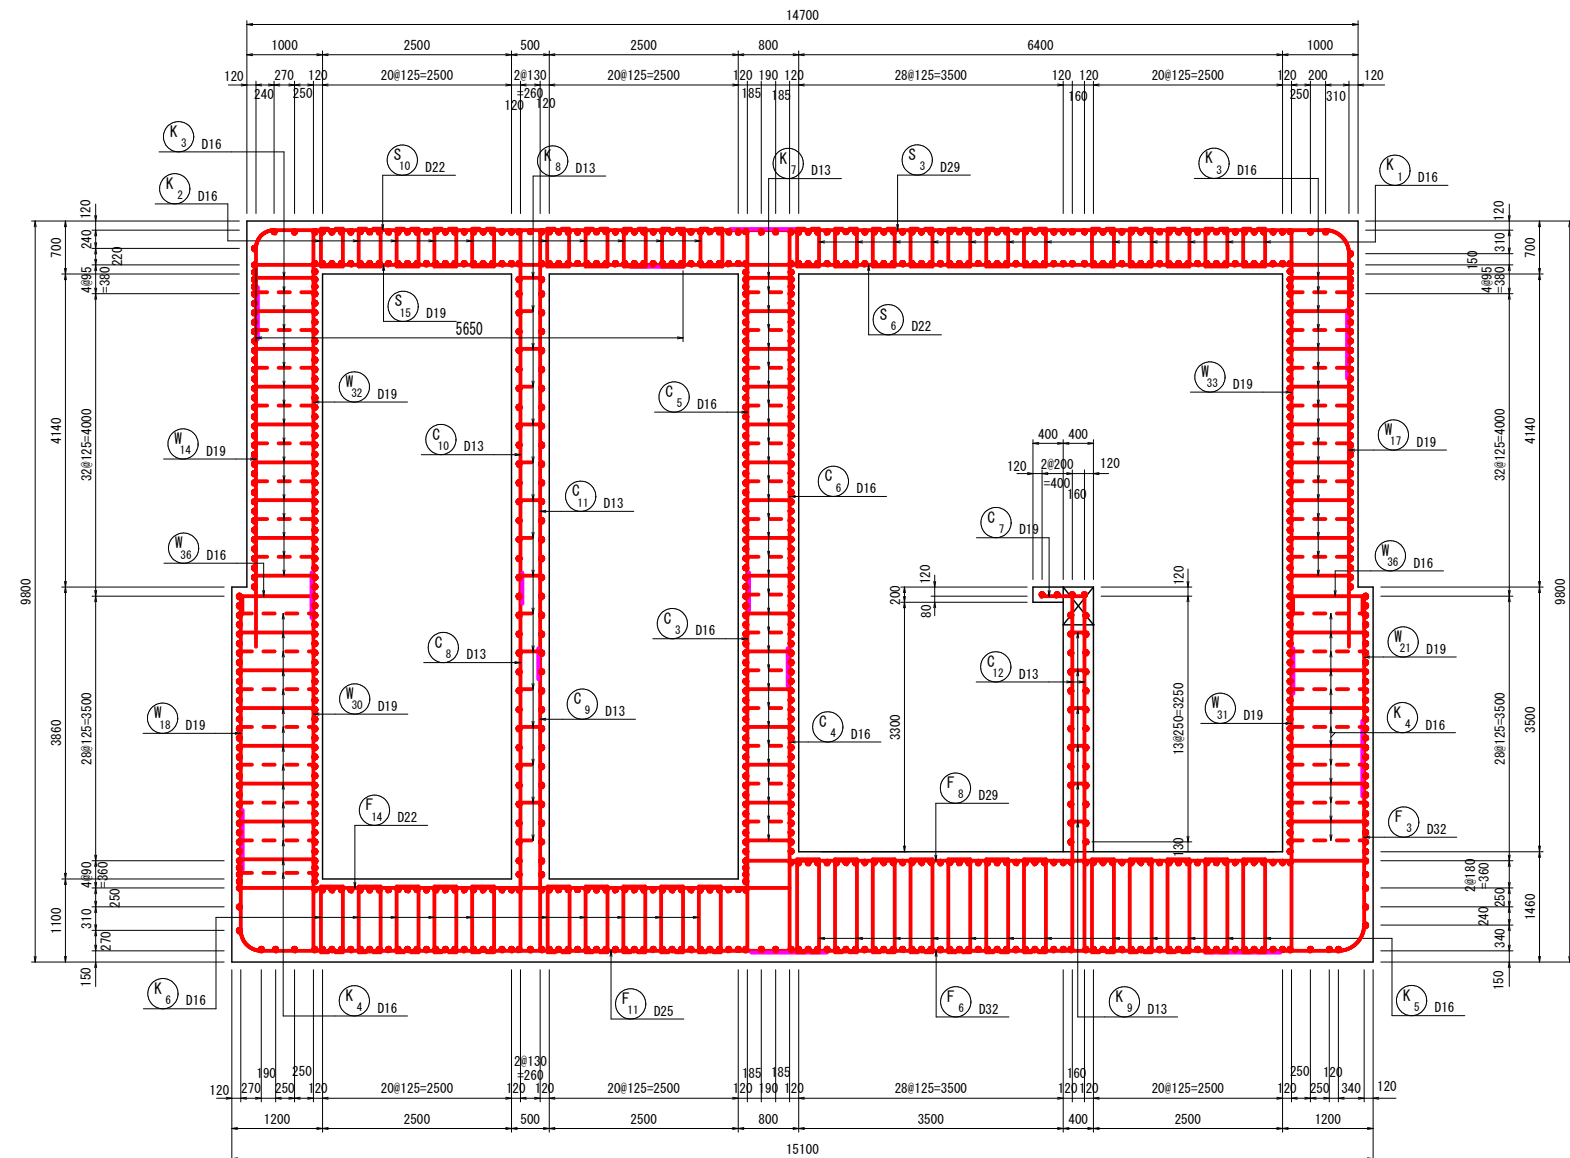 14700
1000 2500 500 2500 800 6400 1000
120 270 120 20@125=2500 2@130 20@125=2500 120 190 120 28@125=3500 120 120 20@125=2500 120 200 120
240 250 =260 185 185 160 250 310
120 120
K3 D16
S10 D22
K8 D13
K7 D13
S3 D29
K3 D16
K1 D16
K2 D16
120
240
220
700
4@95
=380
120
310
150
700
4@95
=380
S15 D19
5650
S6 D22
W32 D19
C5 D16
W33 D19
4140
32@125=4000
W14 D19
C10 D13
400 400
120 2@200 120
=400
160
W17 D19
32@125=4000
4140
C11 D13
C6 D16
C7 D19
W36 D16
W36 D16
9800
9800
120
200
80
120
C3 D16
C8 D13
C12 D13
W21 D19
W18 D19
W30 D19
C9 D13
C4 D16
3300
13@250=3250
W31 D19
K4 D16
3860
28@125=3500
28@125=3500
3500
F14 D22
F8 D29
F3 D32
130
4@90
=360
250
310
270
150
1100
2@180
=360
250
240
340
150
1460
K6 D16
K4 D16
F11 D25
F6 D32
K9 D13
K5 D16
2@130
=260
190 250 185 185 160 250 120
120 270 250 120 20@125=2500 120 120 20@125=2500 120 190 120 28@125=3500 120 120 20@125=2500 120 250 340 120
1200 2500 500 2500 800 3500 400 2500 1200
15100